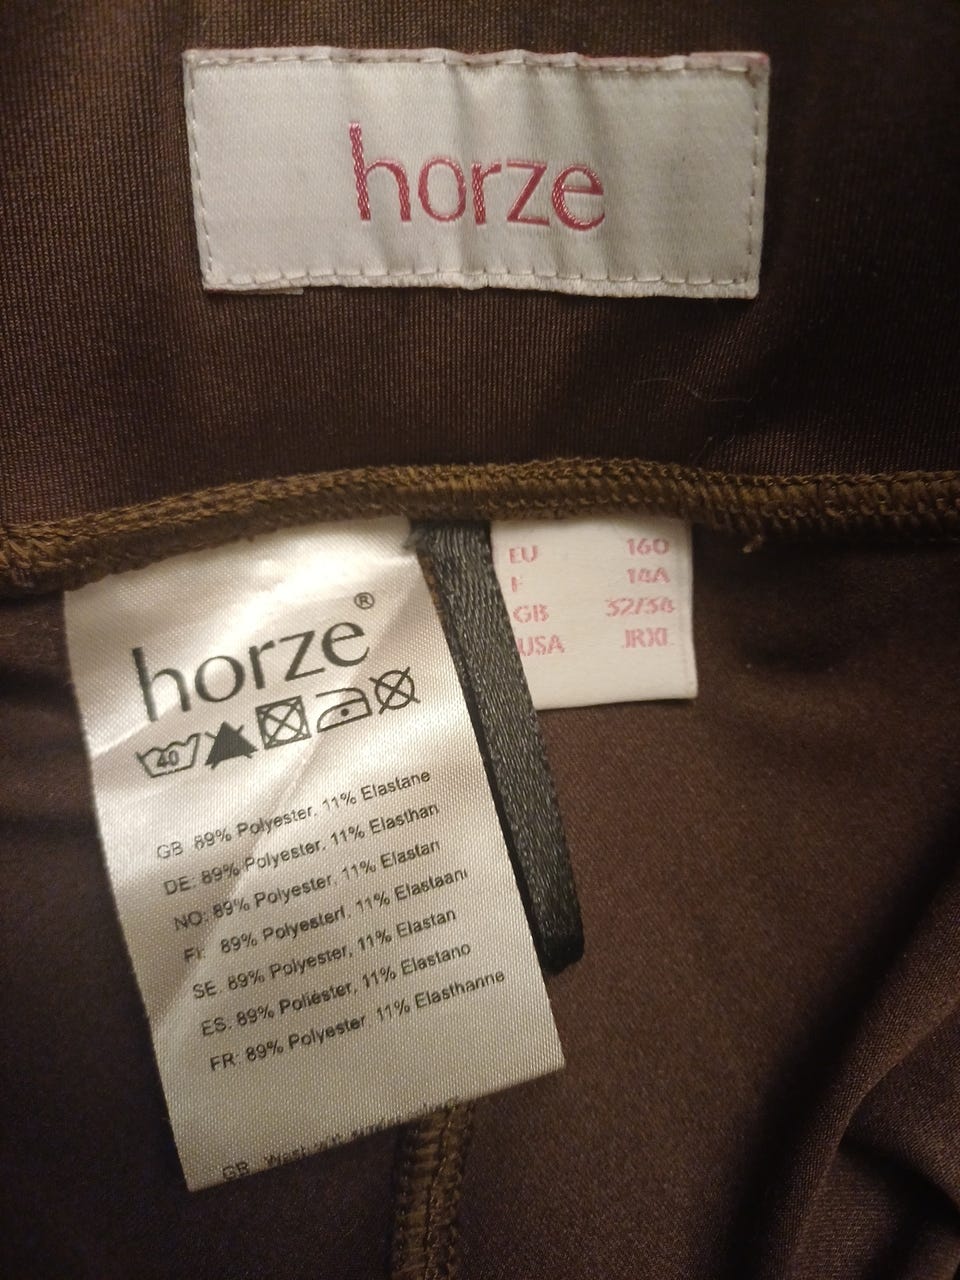 horze
EU 160
F 14A
GB 32/34
USA JRXL
horze®
40
GB 89% Polyester, 11% Elastane
DE: 89% Polyester, 11% Elasthan
NO: 89% Polyester, 11% Elastan
FI: 89% PolyesterI, 11% Elastaani
SE. 89% Polyester, 11% Elastan
ES: 89% Poliéster, 11% Elastano
FR: 89% Polyester, 11% Elasthanne
GB